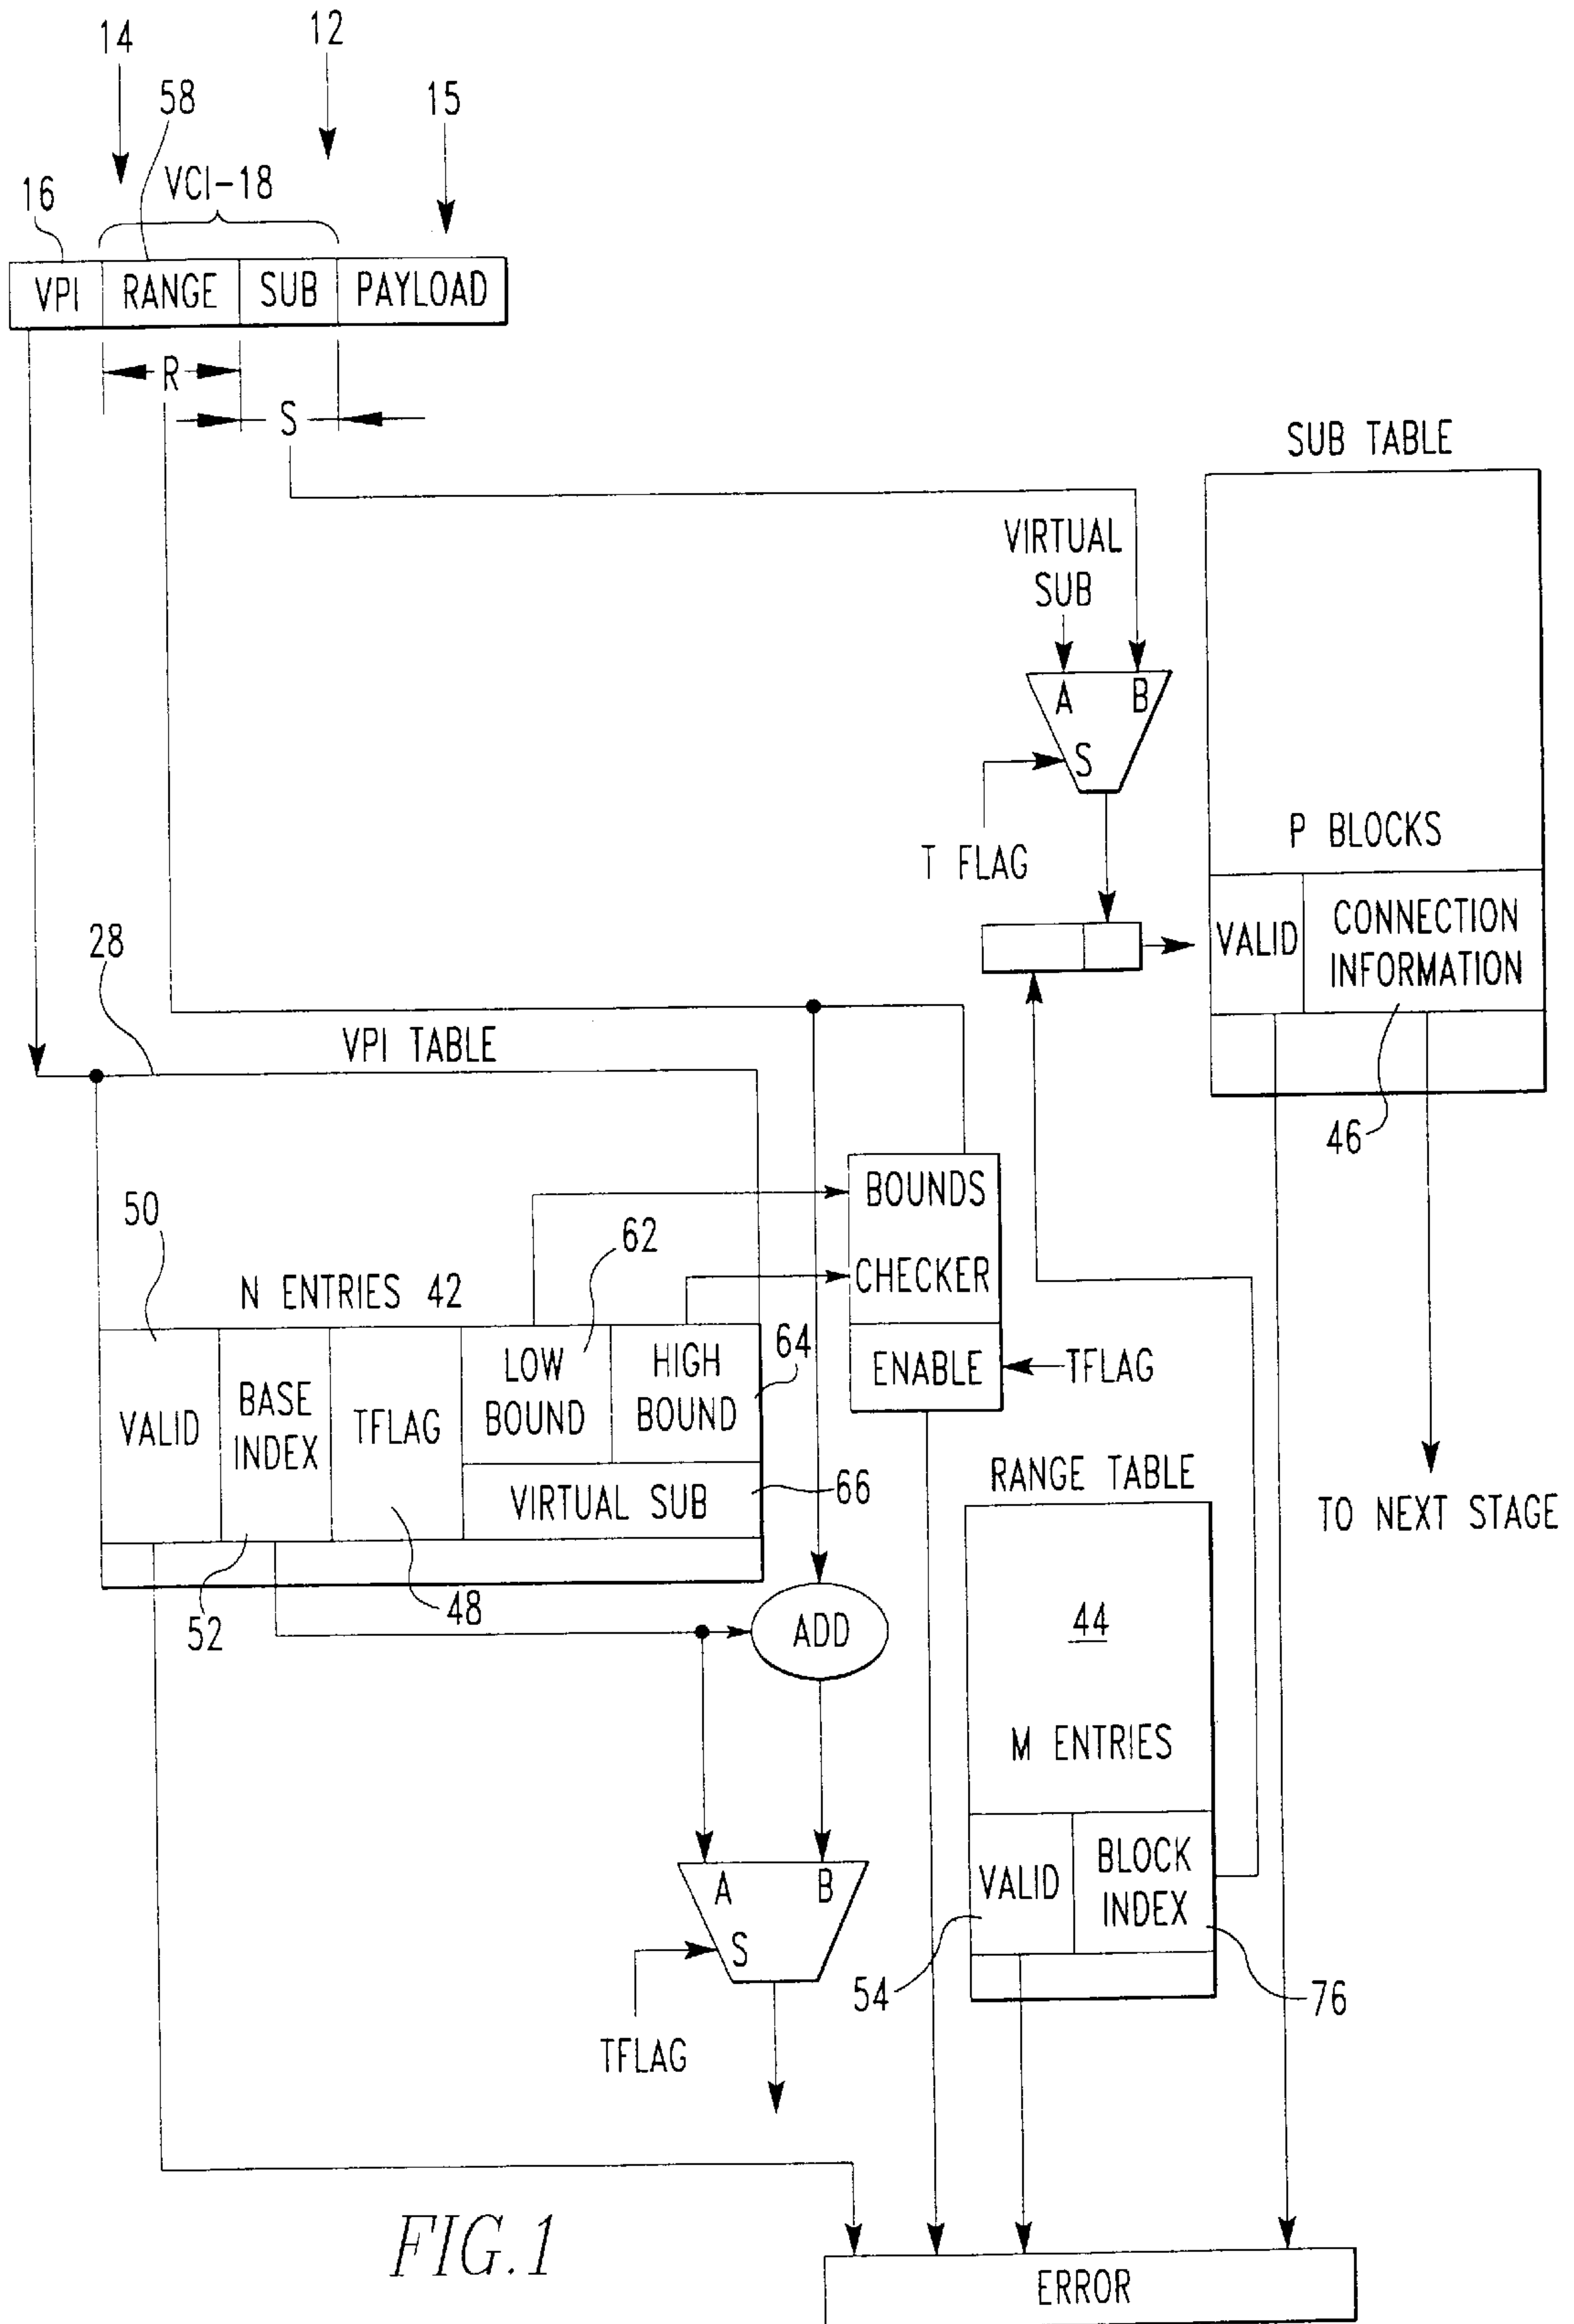 14
12
58
15
16
VCI-18
VPI RANGE SUB PAYLOAD
R
S
SUB TABLE
VIRTUAL
SUB
A B
S
T FLAG
P BLOCKS
VALID
CONNECTION
INFORMATION
46
TO NEXT STAGE
28
VPI TABLE
50
N ENTRIES 42
62
64
VALID
BASE
INDEX
TFLAG
LOW
BOUND
HIGH
BOUND
VIRTUAL SUB
66
52
48
BOUNDS
CHECKER
ENABLE
TFLAG
RANGE TABLE
44
M ENTRIES
VALID
BLOCK
INDEX
54
76
ADD
A B
S
TFLAG
FIG.1
ERROR